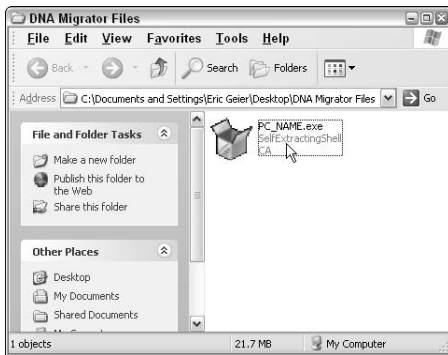 DNA Migrator Files
File Edit View Favorites Tools Help
Back Search Folders
Address C:\Documents and Settings\Eric Geier\Desktop\DNA Migrator Files Go
File and Folder Tasks
Make a new folder
Publish this folder to
the Web
Share this folder
Other Places
Desktop
My Documents
Shared Documents
PC_NAME.exe
SelfExtractingShell
CA
1 objects 21.7 MB My Computer